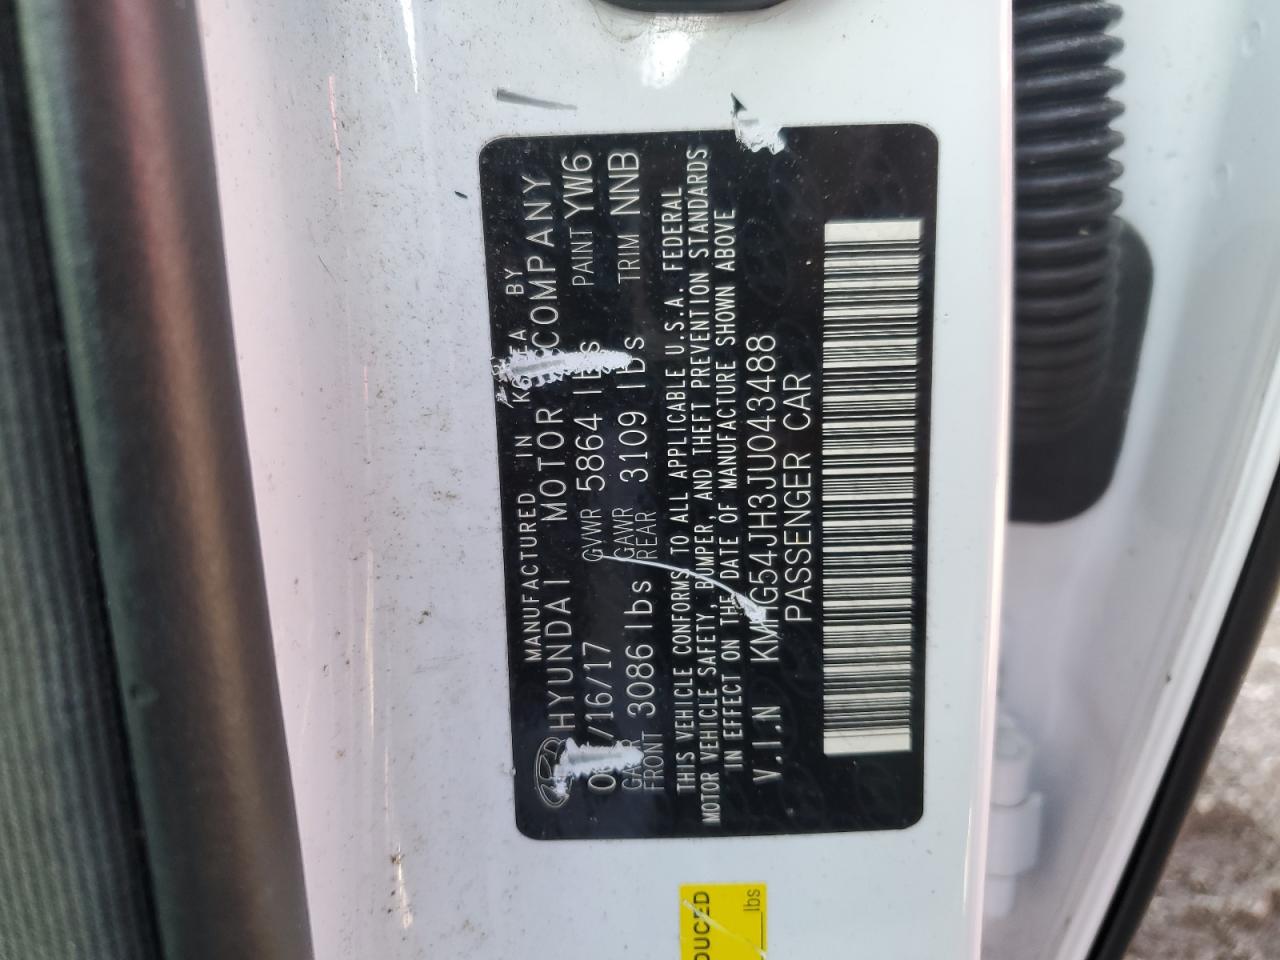 MANUFACTURED IN KOREA BY
HYUNDAI MOTOR COMPANY
/16/17 GVWR 5864 lbs PAINT YW6
GAWR FRONT 3086 lbs GAWR REAR 3109 lbs TRIM NNB
THIS VEHICLE CONFORMS TO ALL APPLICABLE U.S.A. FEDERAL
MOTOR VEHICLE SAFETY, BUMPER, AND THEFT PREVENTION STANDARDS
IN EFFECT ON THE DATE OF MANUFACTURE SHOWN ABOVE
V.I.N KMHG54JH3JU043488
PASSENGER CAR
DUCED
lbs